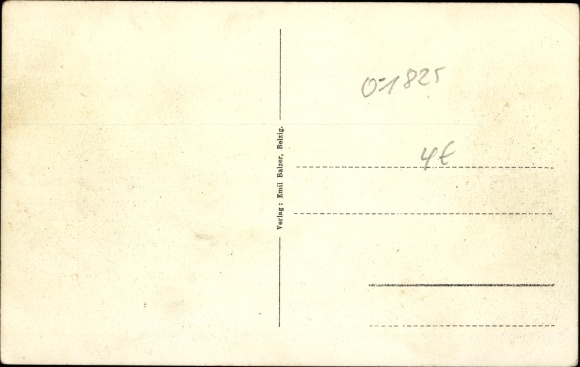 O-1825
4€
Verlag: Emil Balzer, Belzig.